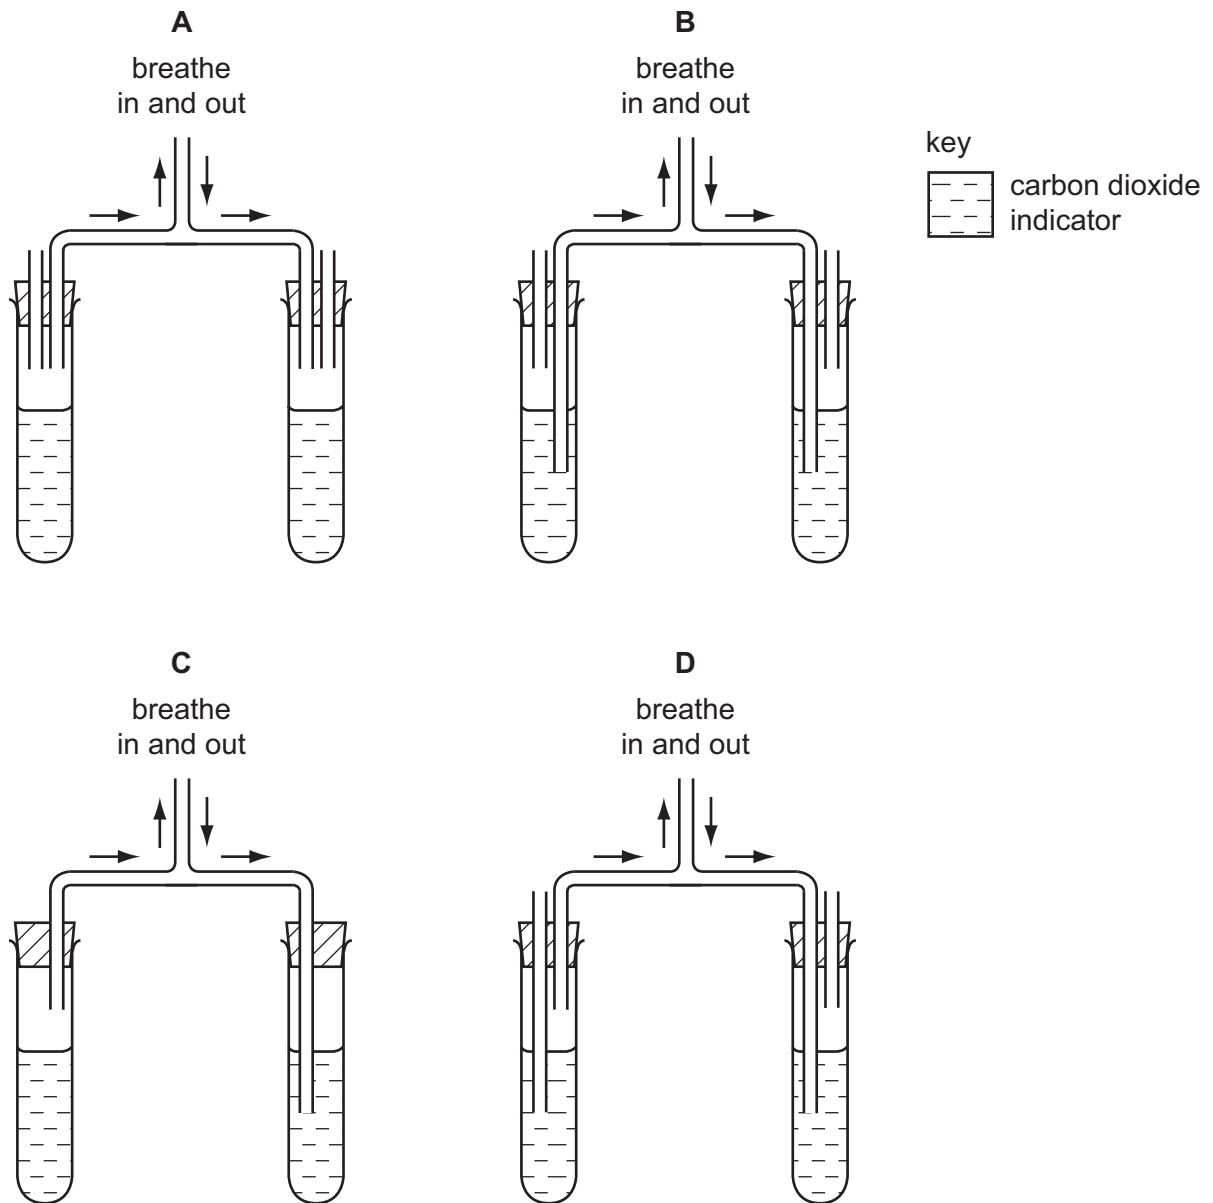 A
breathe
in and out
B
breathe
in and out
key
carbon dioxide
indicator
C
breathe
in and out
D
breathe
in and out